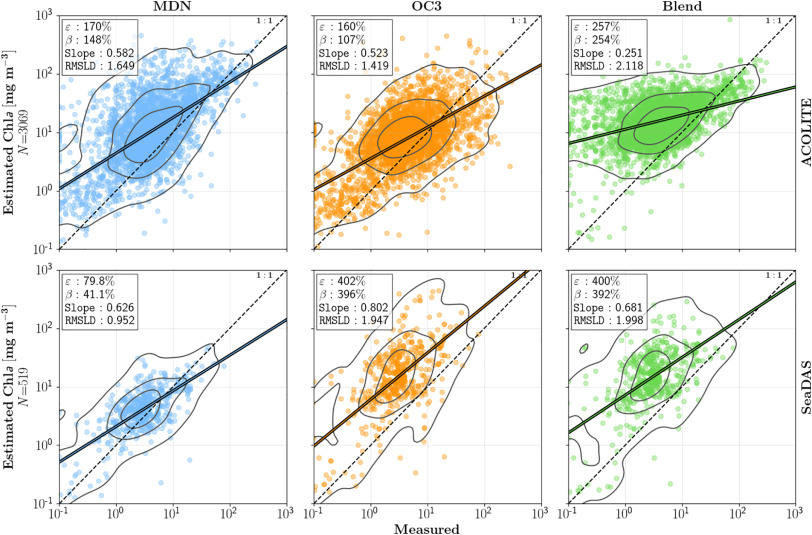 MDN
OC3
Blend
Estimated Chla [mg m⁻³]
N=3069
10³
10²
10¹
10⁰
10⁻¹
ε : 170%
β : 148%
Slope : 0.582
RMSLD : 1.649
1 : 1
ε : 160%
β : 107%
Slope : 0.523
RMSLD : 1.419
1 : 1
ε : 257%
β : 254%
Slope : 0.251
RMSLD : 2.118
1 : 1
ACOLITE
Estimated Chla [mg m⁻³]
N=519
10³
10²
10¹
10⁰
10⁻¹
ε : 79.8%
β : 41.1%
Slope : 0.626
RMSLD : 0.952
1 : 1
ε : 402%
β : 396%
Slope : 0.802
RMSLD : 1.947
1 : 1
ε : 400%
β : 392%
Slope : 0.681
RMSLD : 1.998
1 : 1
SeaDAS
10⁻¹ 10⁰ 10¹ 10² 10³
10⁻¹ 10⁰ 10¹ 10² 10³
10⁻¹ 10⁰ 10¹ 10² 10³
Measured